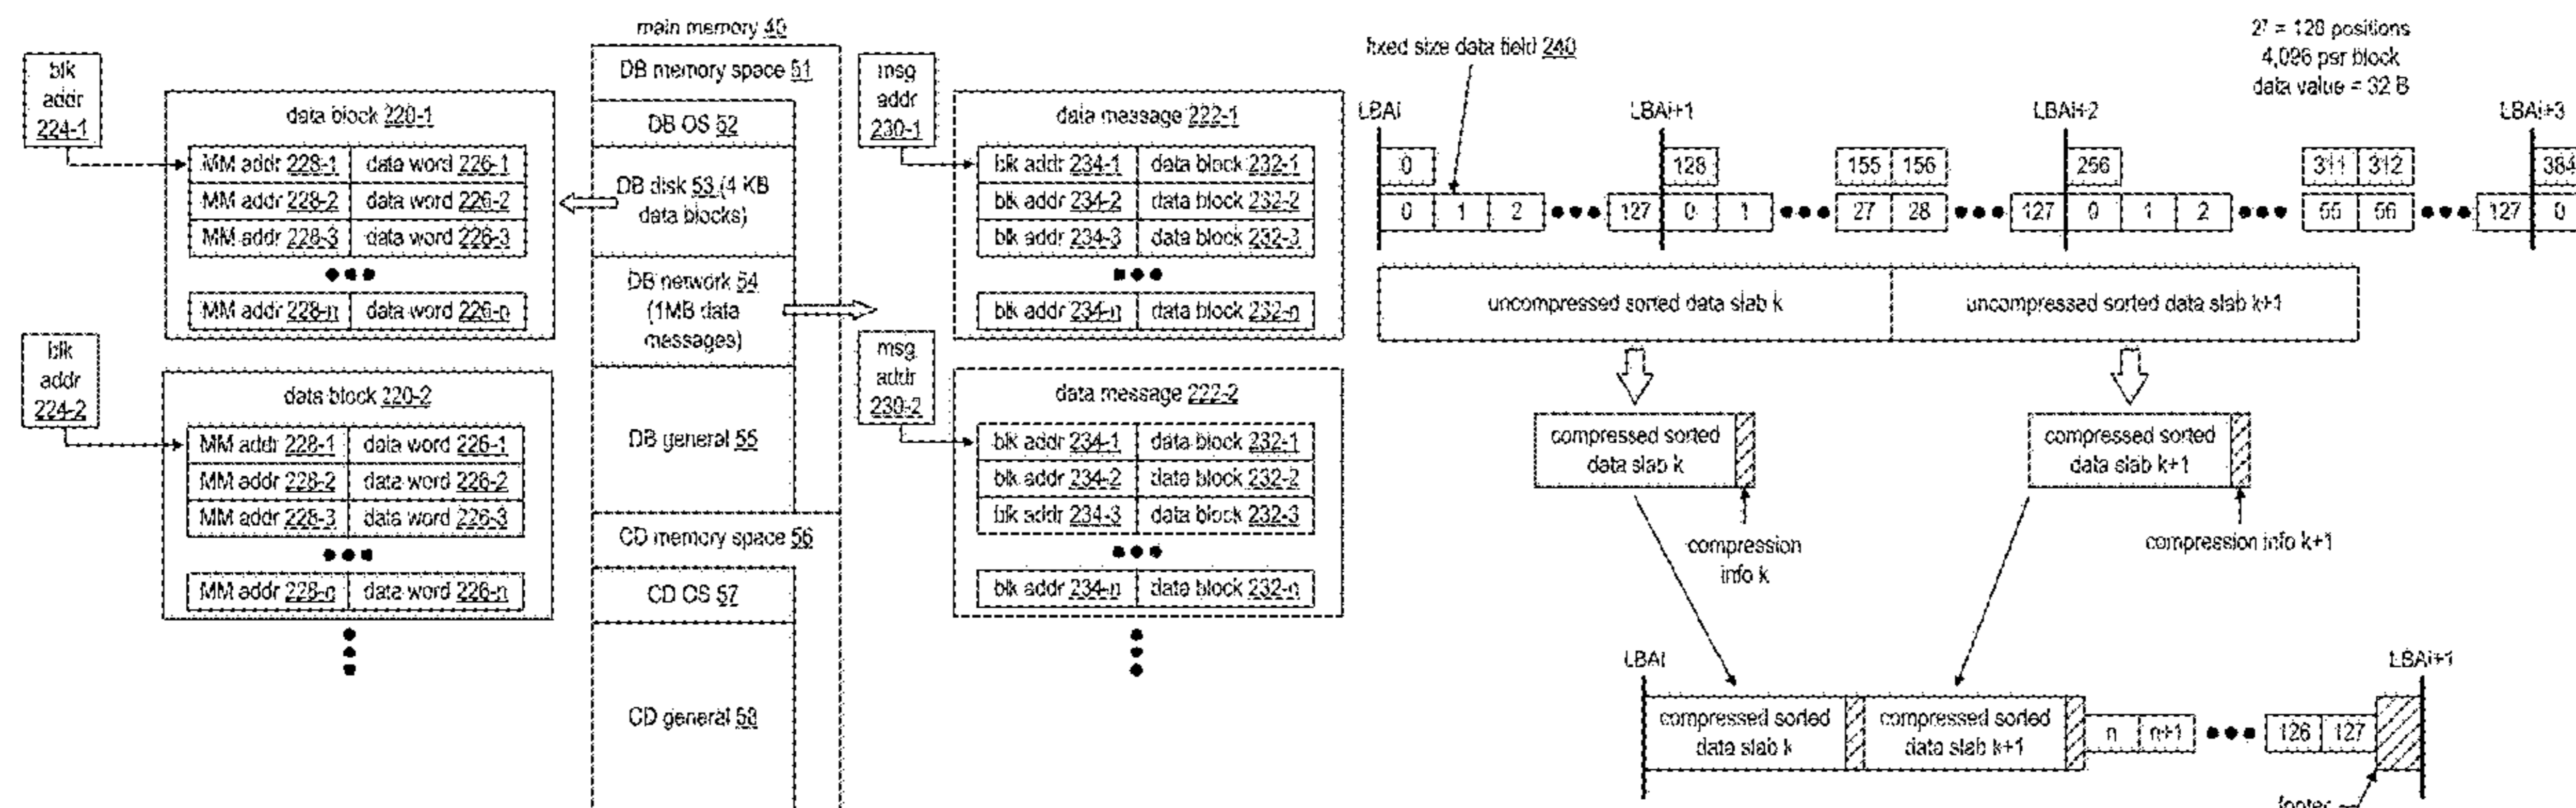 main memory 40
blk
addr
224-1
data block 220-1
MM addr 228-1 data word 226-1
MM addr 228-2 data word 226-2
MM addr 228-3 data word 226-3
MM addr 228-n data word 226-n
blk
addr
224-2
data block 220-2
MM addr 228-1 data word 226-1
MM addr 228-2 data word 226-2
MM addr 228-3 data word 226-3
MM addr 228-n data word 226-n
DB memory space 51
DB OS 52
DB disk 53 (4 KB
data blocks)
DB network 54
(1MB data
messages)
DB general 55
CD memory space 56
CD OS 57
CD general 58
msg
addr
230-1
data message 222-1
blk addr 234-1 data block 232-1
blk addr 234-2 data block 232-2
blk addr 234-3 data block 232-3
blk addr 234-n data block 232-n
msg
addr
230-2
data message 222-2
blk addr 234-1 data block 232-1
blk addr 234-2 data block 232-2
blk addr 234-3 data block 232-3
blk addr 234-n data block 232-n
fixed size data field 240
2⁷ = 128 positions
4,096 per block
data value = 32 B
LBAi LBAi+1 LBAi+2 LBAi+3
0 128 155 156 256 311 312 384
0 1 2 127 0 1 27 28 127 0 1 2 55 56 127 0
uncompressed sorted data slab k uncompressed sorted data slab k+1
compressed sorted
data slab k
compressed sorted
data slab k+1
compression
info k
compression info k+1
LBAi LBAi+1
compressed sorted
data slab k
compressed sorted
data slab k+1
n n+1 126 127
footer